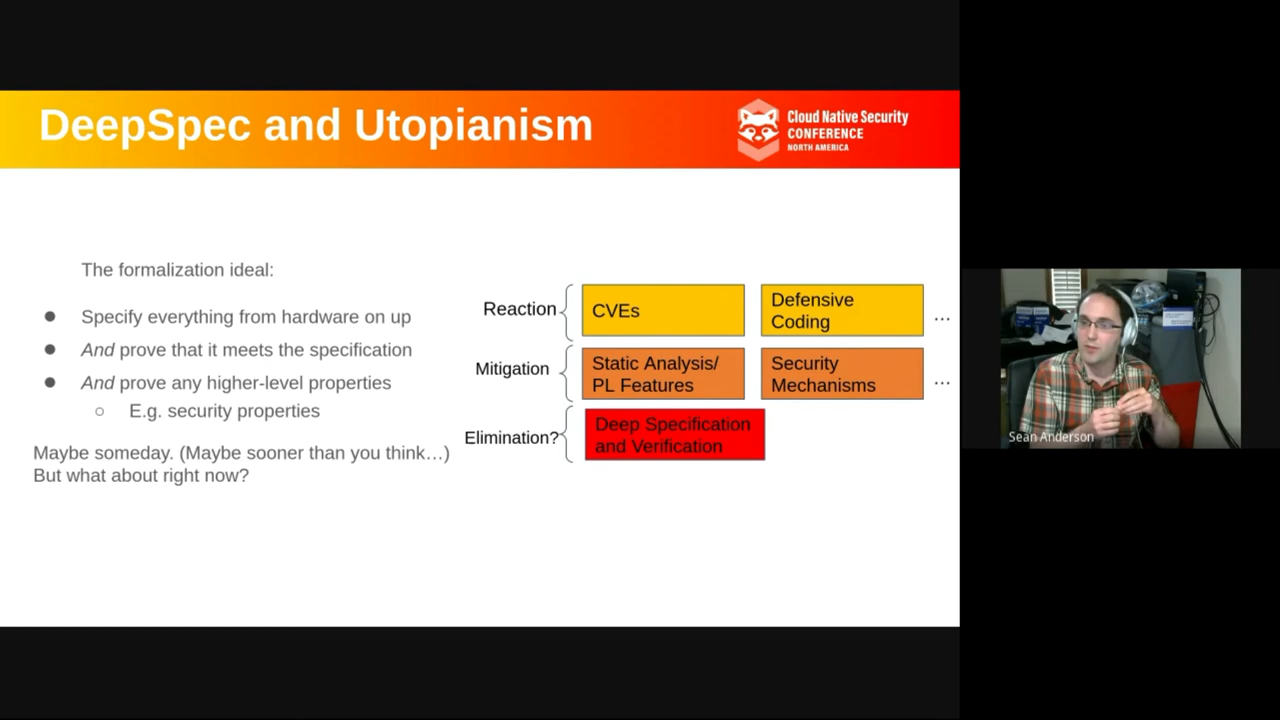 DeepSpec and Utopianism
Cloud Native Security
CONFERENCE
NORTH AMERICA
The formalization ideal:
● Specify everything from hardware on up
● And prove that it meets the specification
● And prove any higher-level properties
○ E.g. security properties
Maybe someday. (Maybe sooner than you think…)
But what about right now?
Reaction
CVEs
Defensive
Coding
...
Mitigation
Static Analysis/
PL Features
Security
Mechanisms
...
Elimination?
Deep Specification
and Verification
Sean Anderson